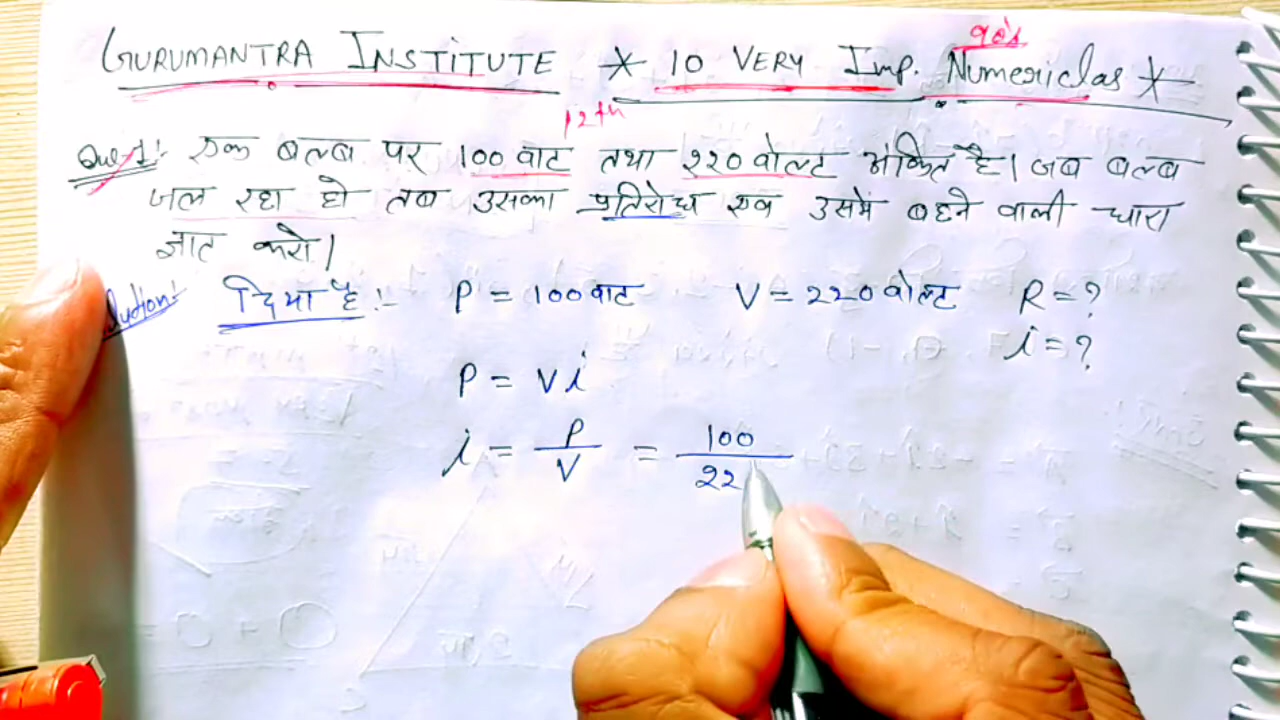 GURUMANTRA INSTITUTE * 10 VERY Imp. Numericlas *
12th
Que-1:- एक बल्ब पर 100 वाट तथा 220 वोल्ट अंकित है। जब बल्ब
जल रहा हो तब उसका प्रतिरोध एवं उसमें बहने वाली धारा
ज्ञात करो।
lution:- दिया है:- P = 100 वाट V = 220 वोल्ट R = ?
i = ?
P = Vi
i = P/V = 100/22